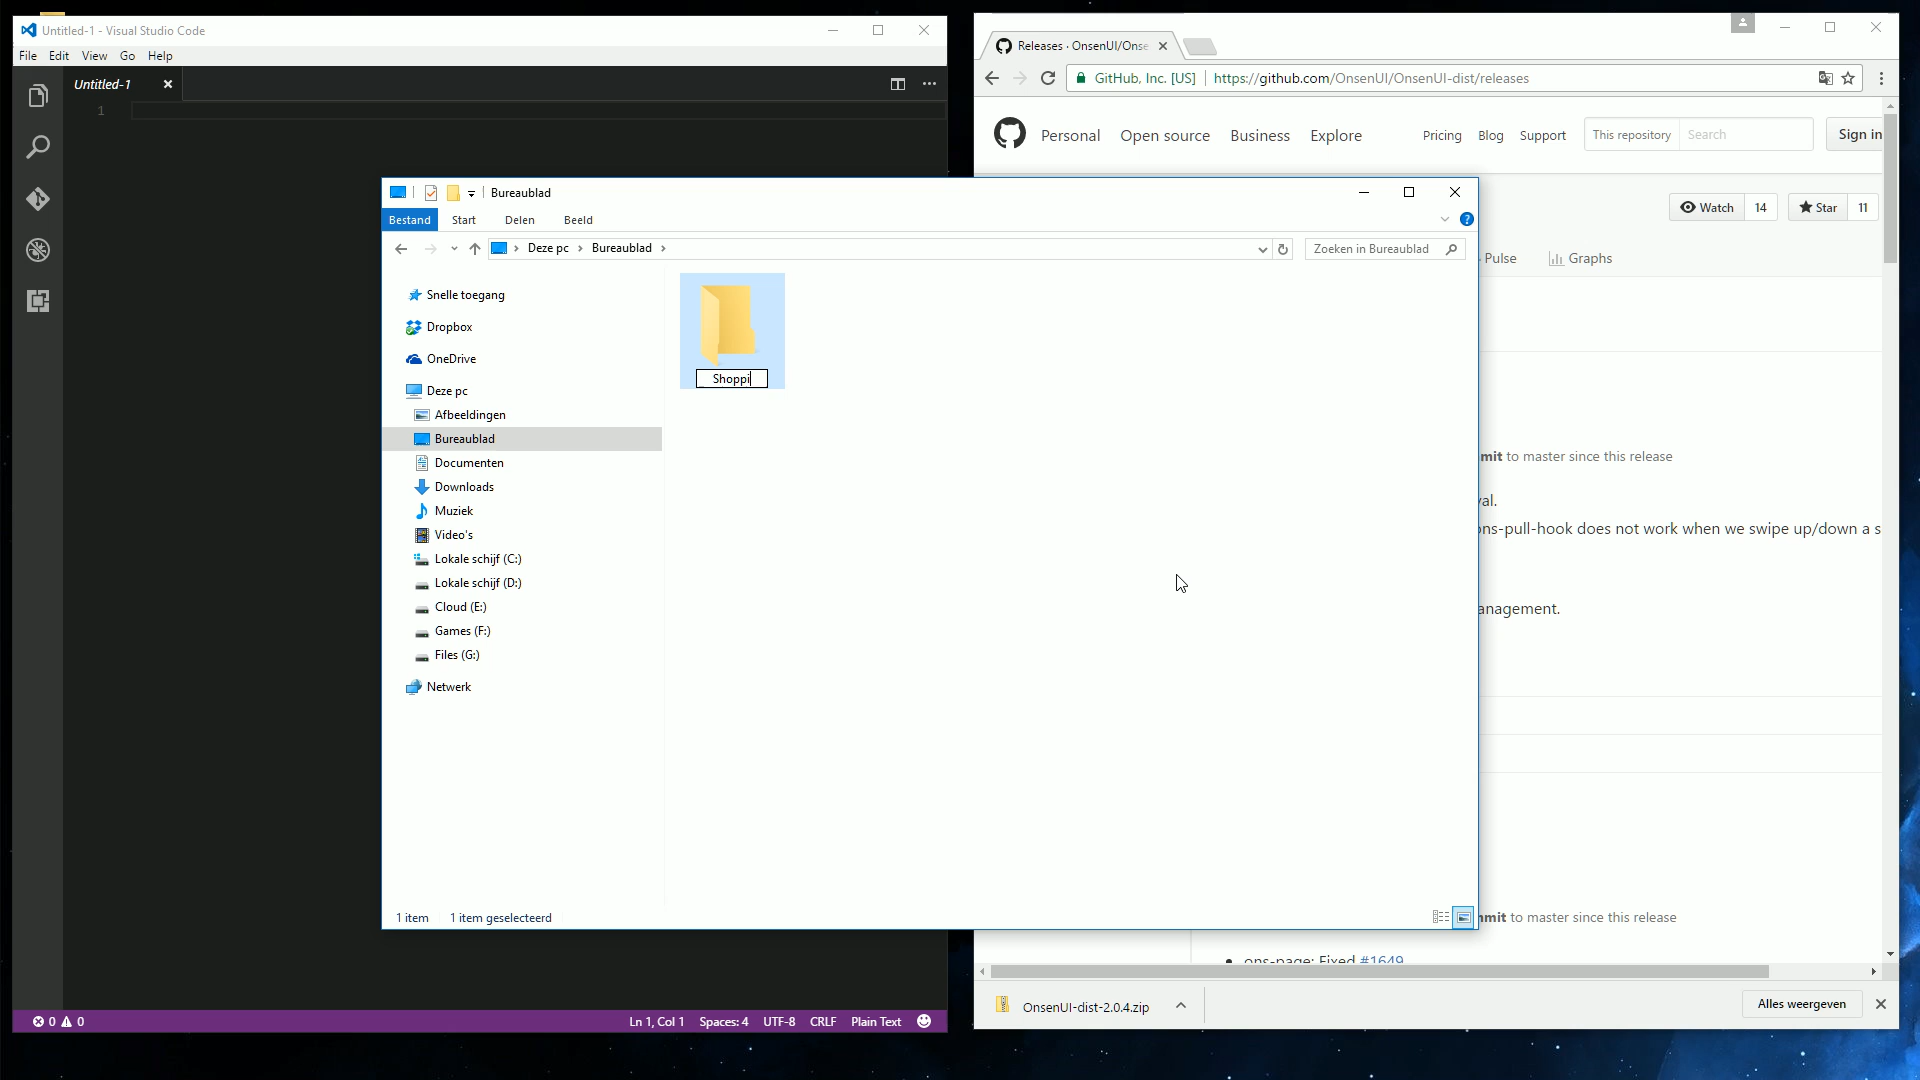 Untitled-1 - Visual Studio Code
File Edit View Go Help
Untitled-1
1
Releases · OnsenUI/Onse
GitHub, Inc. [US] https://github.com/OnsenUI/OnsenUI-dist/releases
Personal Open source Business Explore Pricing Blog Support This repository Search Sign in
Watch 14 Star 11
Pulse Graphs
mit to master since this release
val.
ons-pull-hook does not work when we swipe up/down a s
anagement.
mmit to master since this release
ons-page: Fixed #1649
Bureaublad
Bestand Start Delen Beeld
Deze pc Bureaublad
Zoeken in Bureaublad
Snelle toegang
Dropbox
OneDrive
Deze pc
Afbeeldingen
Bureaublad
Documenten
Downloads
Muziek
Video's
Lokale schijf (C:)
Lokale schijf (D:)
Cloud (E:)
Games (F:)
Files (G:)
Netwerk
Shoppi
1 item 1 item geselecteerd
OnsenUI-dist-2.0.4.zip
Alles weergeven
0 0 Ln 1, Col 1 Spaces: 4 UTF-8 CRLF Plain Text